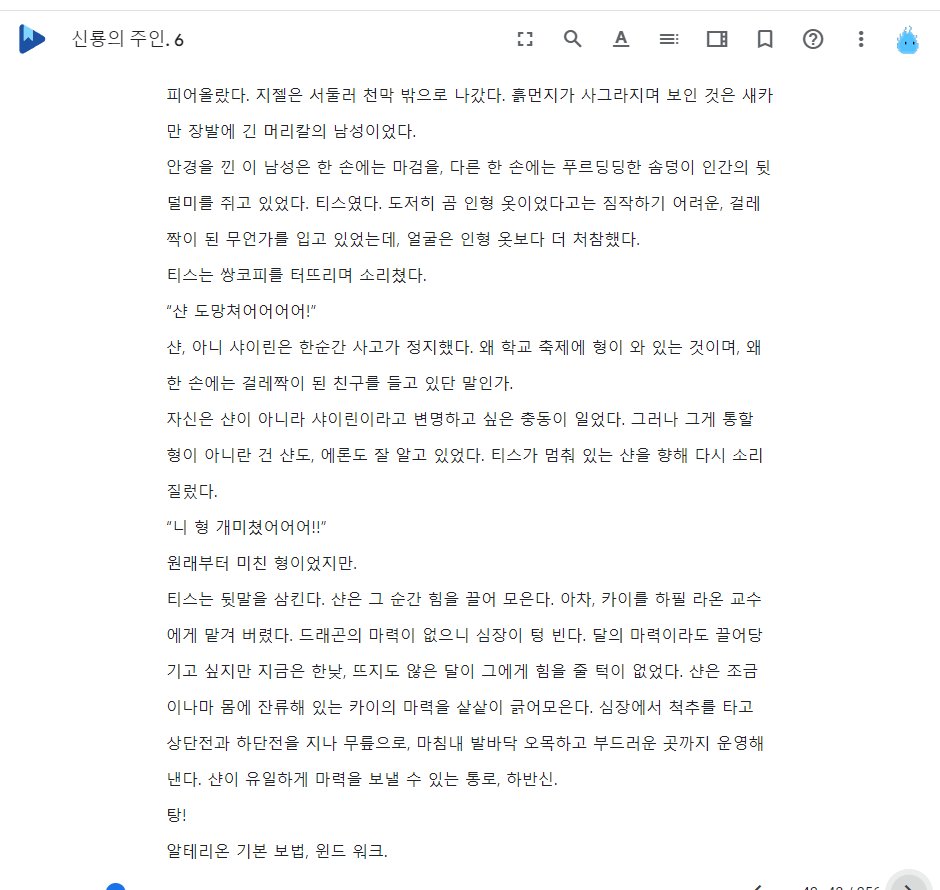 신룡의 주인. 6
피어올랐다. 지젤은 서둘러 천막 밖으로 나갔다. 흙먼지가 사그라지며 보인 것은 새카
만 장발에 긴 머리칼의 남성이었다.
안경을 낀 이 남성은 한 손에는 마검을, 다른 한 손에는 푸르딩딩한 솜덩이 인간의 뒷
덜미를 쥐고 있었다. 티스였다. 도저히 곰 인형 옷이었다고는 짐작하기 어려운, 걸레
짝이 된 무언가를 입고 있었는데, 얼굴은 인형 옷보다 더 처참했다.
티스는 쌍코피를 터뜨리며 소리쳤다.
“샨 도망쳐어어어어!”
샨, 아니 샤이린은 한순간 사고가 정지했다. 왜 학교 축제에 형이 와 있는 것이며, 왜
한 손에는 걸레짝이 된 친구를 들고 있단 말인가.
자신은 샨이 아니라 샤이린이라고 변명하고 싶은 충동이 일었다. 그러나 그게 통할
형이 아니란 건 샨도, 에론도 잘 알고 있었다. 티스가 멈춰 있는 샨을 향해 다시 소리
질렀다.
“니 형 개미쳤어어어!!”
원래부터 미친 형이었지만.
티스는 뒷말을 삼킨다. 샨은 그 순간 힘을 끌어 모은다. 아차, 카이를 하필 라온 교수
에게 맡겨 버렸다. 드래곤의 마력이 없으니 심장이 텅 빈다. 달의 마력이라도 끌어당
기고 싶지만 지금은 한낮, 뜨지도 않은 달이 그에게 힘을 줄 턱이 없었다. 샨은 조금
이나마 몸에 잔류해 있는 카이의 마력을 샅샅이 긁어모은다. 심장에서 척추를 타고
상단전과 하단전을 지나 무릎으로, 마침내 발바닥 오목하고 부드러운 곳까지 운영해
낸다. 샨이 유일하게 마력을 보낼 수 있는 통로, 하반신.
탕!
알테리온 기본 보법, 윈드 워크.